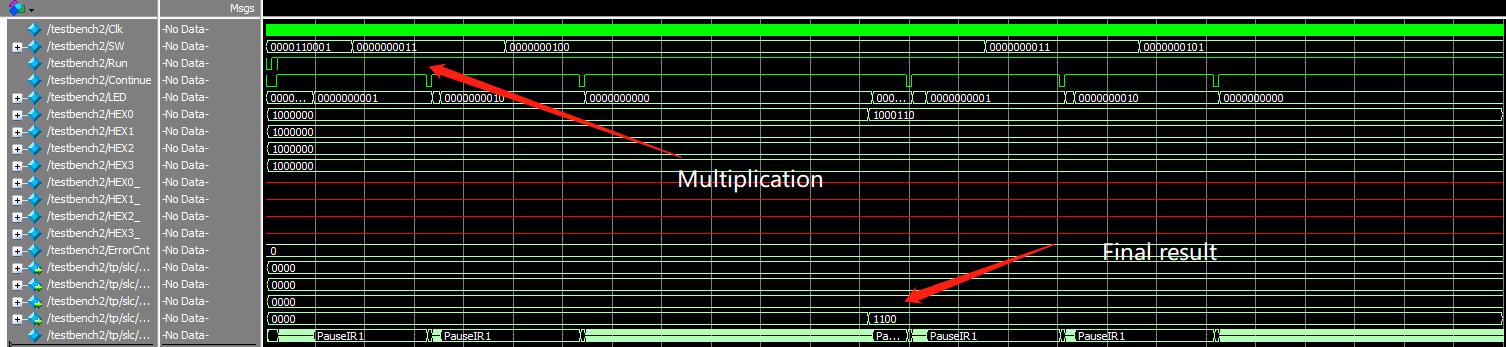 Msgs
/testbench2/Clk -No Data-
/testbench2/SW -No Data- 0000110001 0000000011 0000000100 0000000011 0000000101
/testbench2/Run -No Data-
/testbench2/Continue -No Data-
/testbench2/LED -No Data- 0000... 0000000001 0000000010 0000000000 000... 0000000001 0000000010 0000000000
/testbench2/HEX0 -No Data- 1000000 1000110
/testbench2/HEX1 -No Data- 1000000
/testbench2/HEX2 -No Data- 1000000
/testbench2/HEX3 -No Data- 1000000
/testbench2/HEX0_ -No Data-
Multiplication
/testbench2/HEX1_ -No Data-
/testbench2/HEX2_ -No Data-
/testbench2/HEX3_ -No Data-
/testbench2/ErrorCnt -No Data- 0
Final result
/testbench2/tp/slc/... -No Data- 0000
/testbench2/tp/slc/... -No Data- 0000
/testbench2/tp/slc/... -No Data- 0000
/testbench2/tp/slc/... -No Data- 0000 1100
/testbench2/tp/slc/... -No Data- PauseIR1 PauseIR1 Pa... PauseIR1 PauseIR1